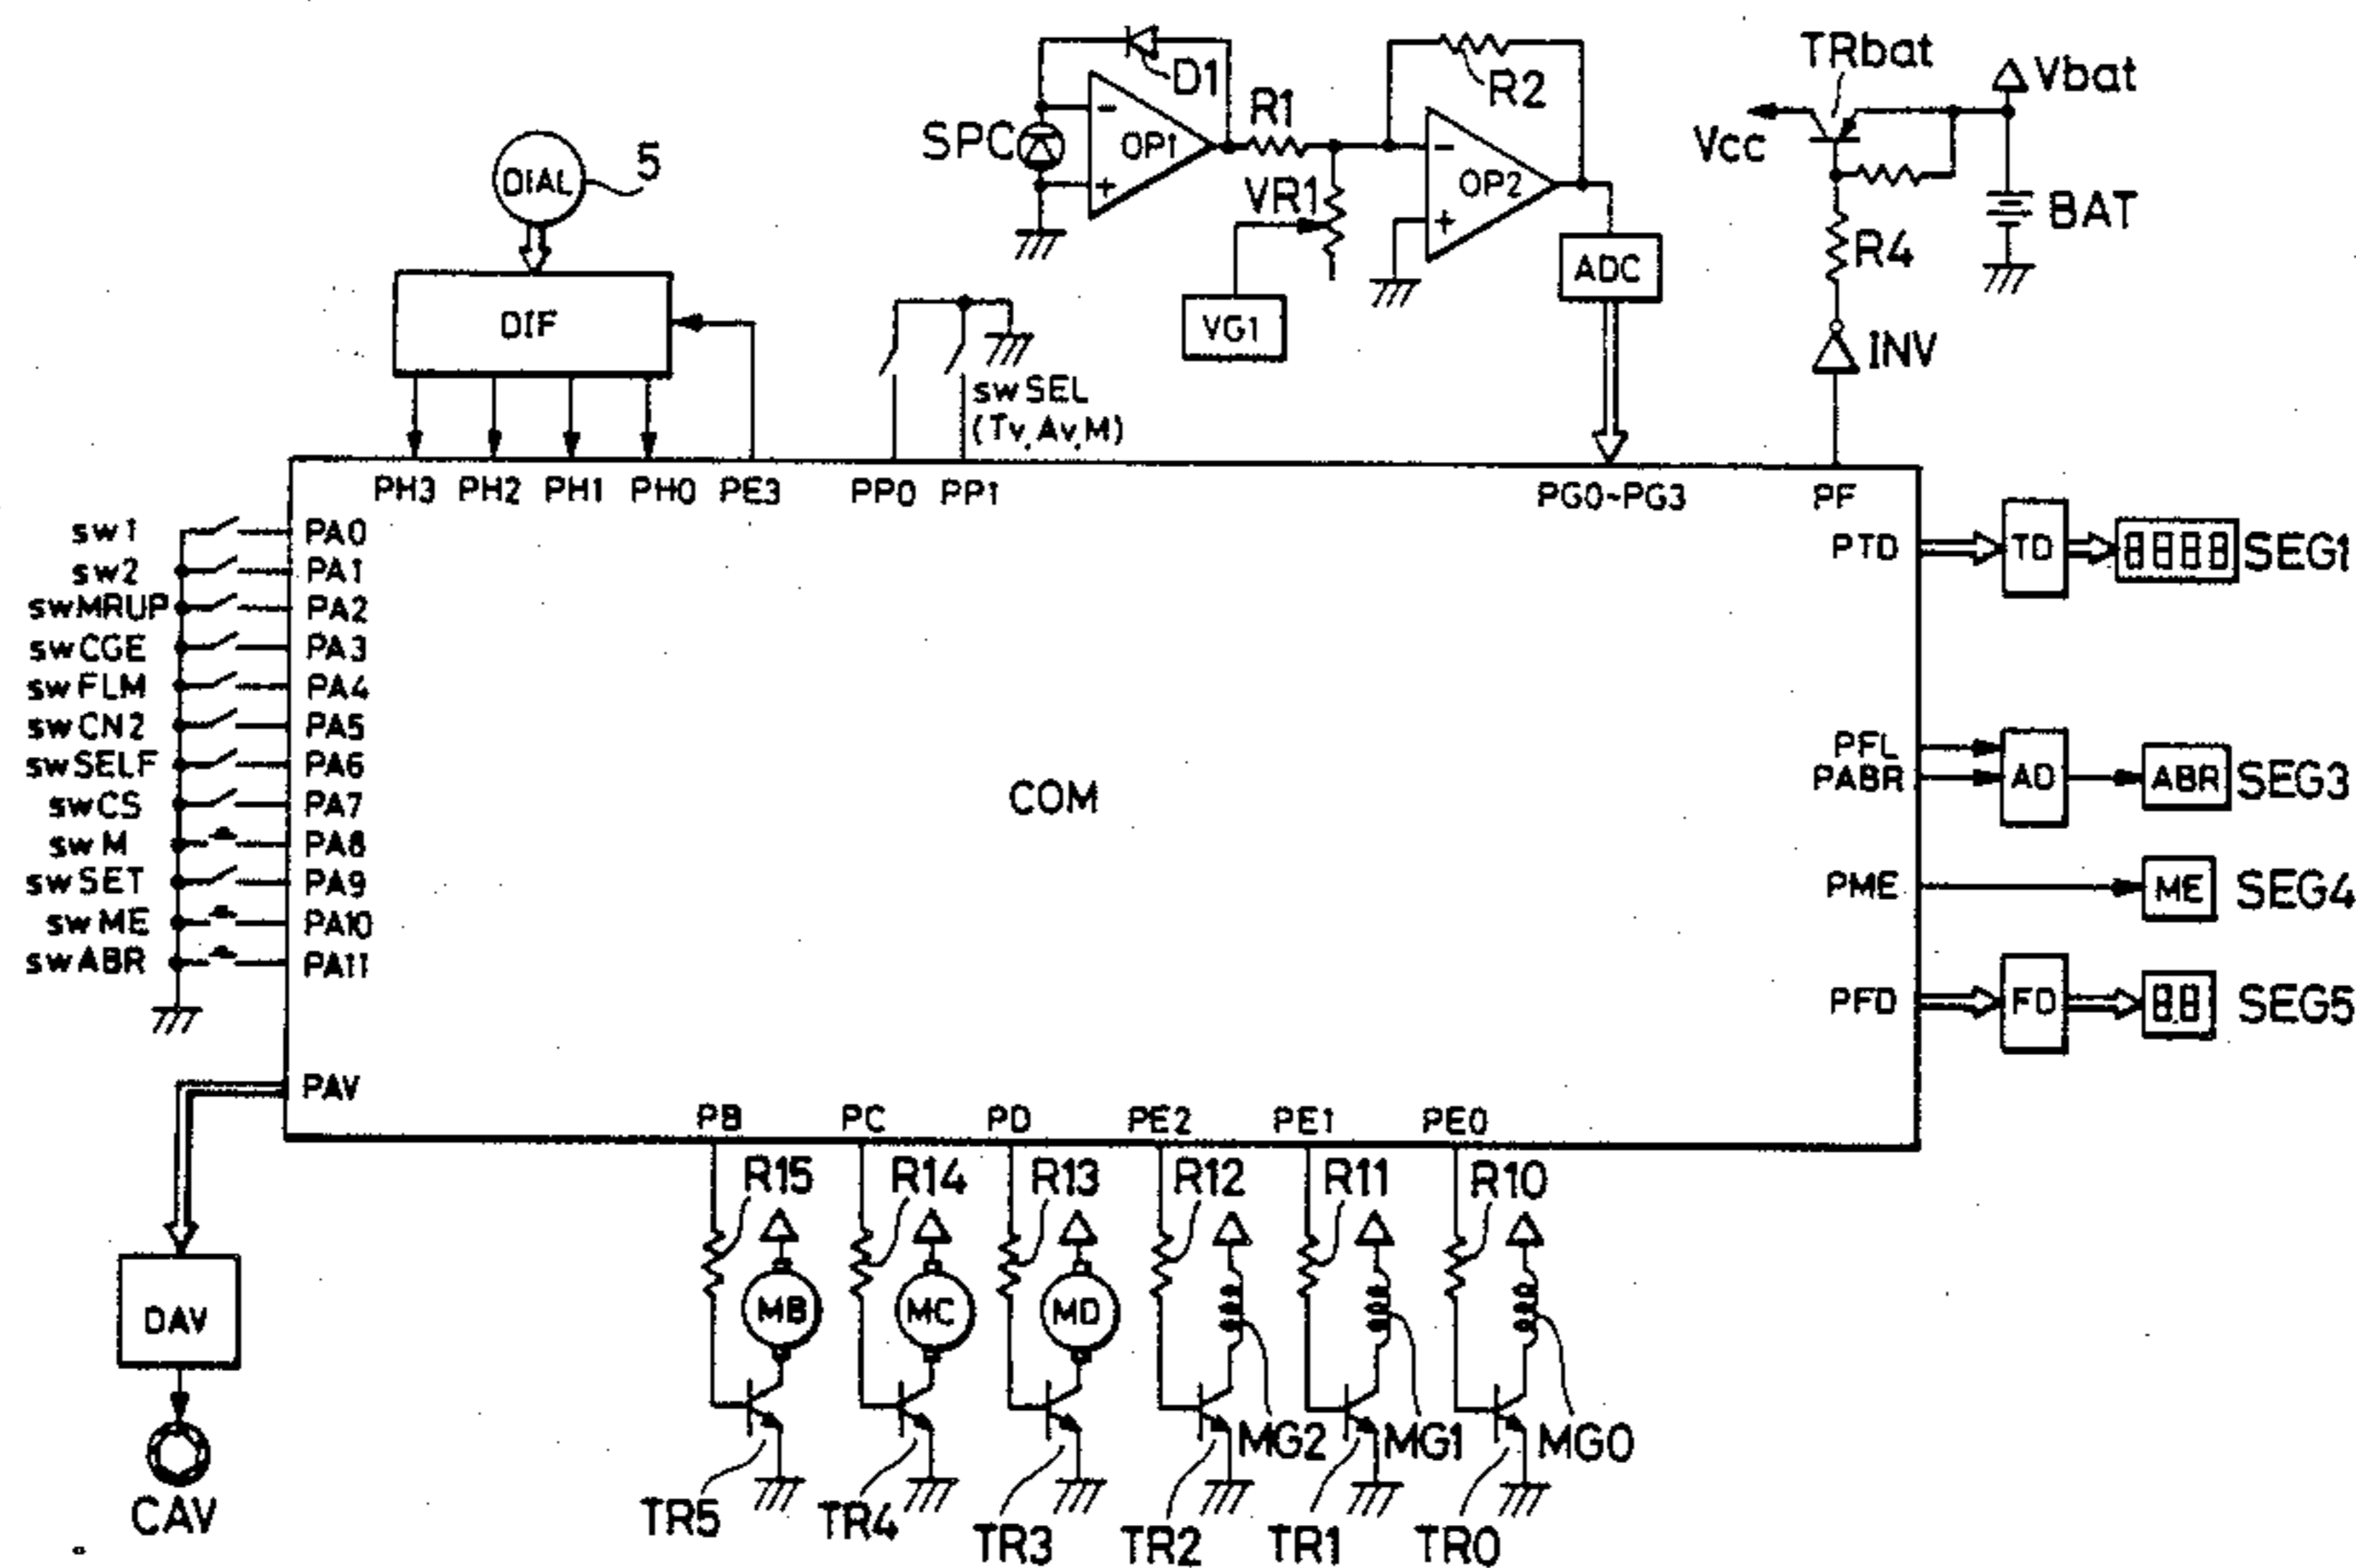 TRbat
Vbat
D1
R1
R2
SPC
OP1
OP2
Vcc
DIAL
5
VR1
BAT
R4
ADC
DIF
VG1
INV
swSEL
(Tv,Av,M)
PH3 PH2 PH1 PH0 PE3 PP0 PP1 PG0~PG3 PF
sw1 PA0
sw2 PA1
swMRUP PA2
swCGE PA3
swFLM PA4
swCN2 PA5
swSELF PA6
swCS PA7
swM PA8
swSET PA9
swME PA10
swABR PA11
COM
PTD TD 8888 SEG1
PFL
PABR AD ABR SEG3
PME ME SEG4
PFD FD 8.8 SEG5
PAV
PB PC PD PE2 PE1 PE0
R15 R14 R13 R12 R11 R10
DAV
MB MC MD
MG2 MG1 MG0
CAV
TR5 TR4 TR3 TR2 TR1 TR0